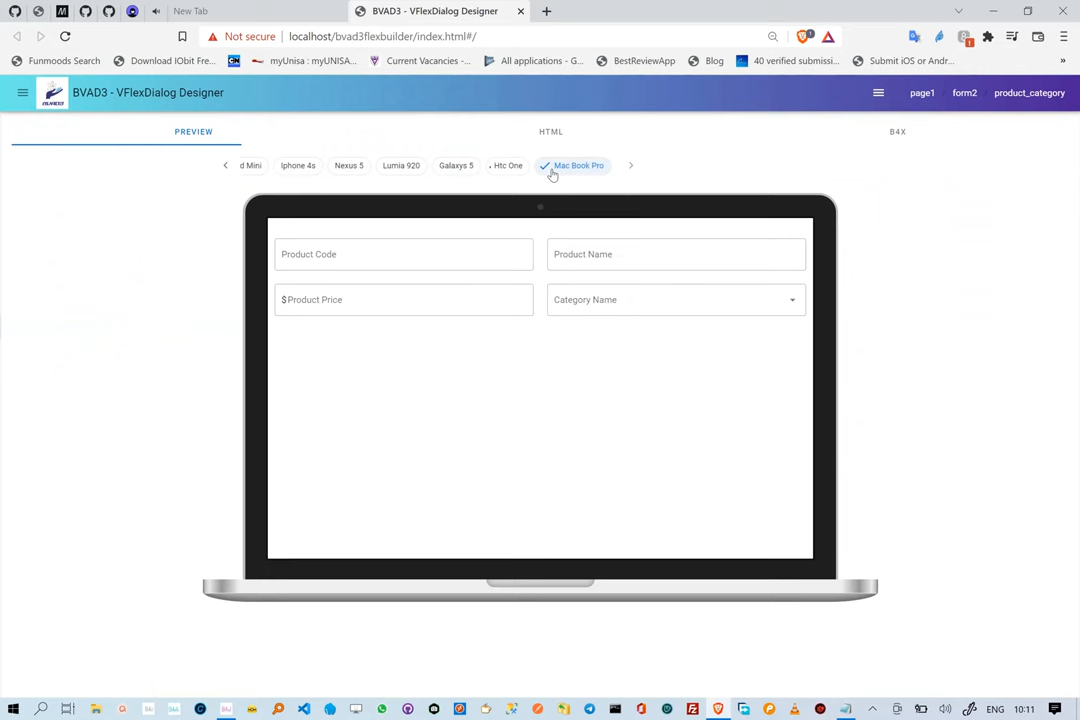 New Tab
BVAD3 - VFlexDialog Designer
Not secure
localhost/bvad3flexbuilder/index.html#/
1
Funmoods Search
Download IObit Fre...
myUnisa : myUNISA...
Current Vacancies -...
All applications - G...
BestReviewApp
Blog
40 verified submissi...
Submit iOS or Andr...
»
BVAD3
BVAD3 - VFlexDialog Designer
page1
form2
product_category
PREVIEW
HTML
B4X
d Mini
Iphone 4s
Nexus 5
Lumia 920
Galaxys 5
Htc One
Mac Book Pro
Product Code
Product Name
$Product Price
Category Name
ENG
10:11